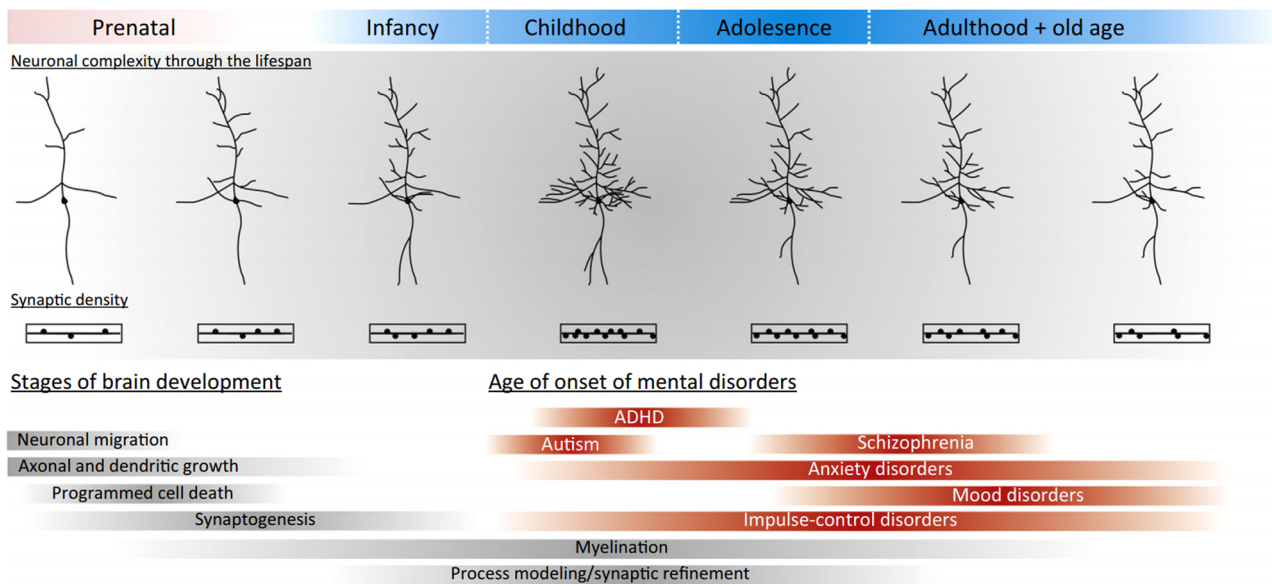 Prenatal
Infancy
Childhood
Adolesence
Adulthood + old age
Neuronal complexity through the lifespan
Synaptic density
Stages of brain development
Age of onset of mental disorders
ADHD
Neuronal migration
Autism
Schizophrenia
Axonal and dendritic growth
Anxiety disorders
Programmed cell death
Mood disorders
Synaptogenesis
Impulse-control disorders
Myelination
Process modeling/synaptic refinement